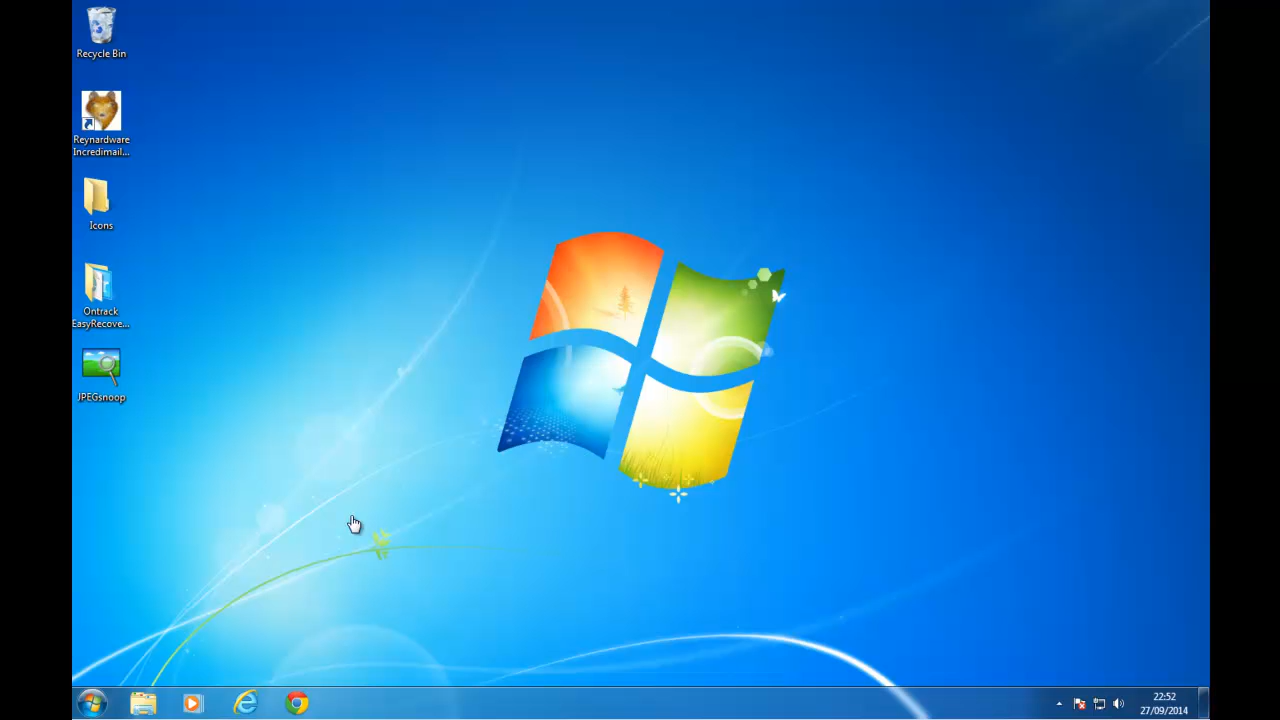 Recycle Bin
Reynardware
Incredimail...
Icons
Ontrack
EasyRecove...
JPEGsnoop
22:52
27/09/2014